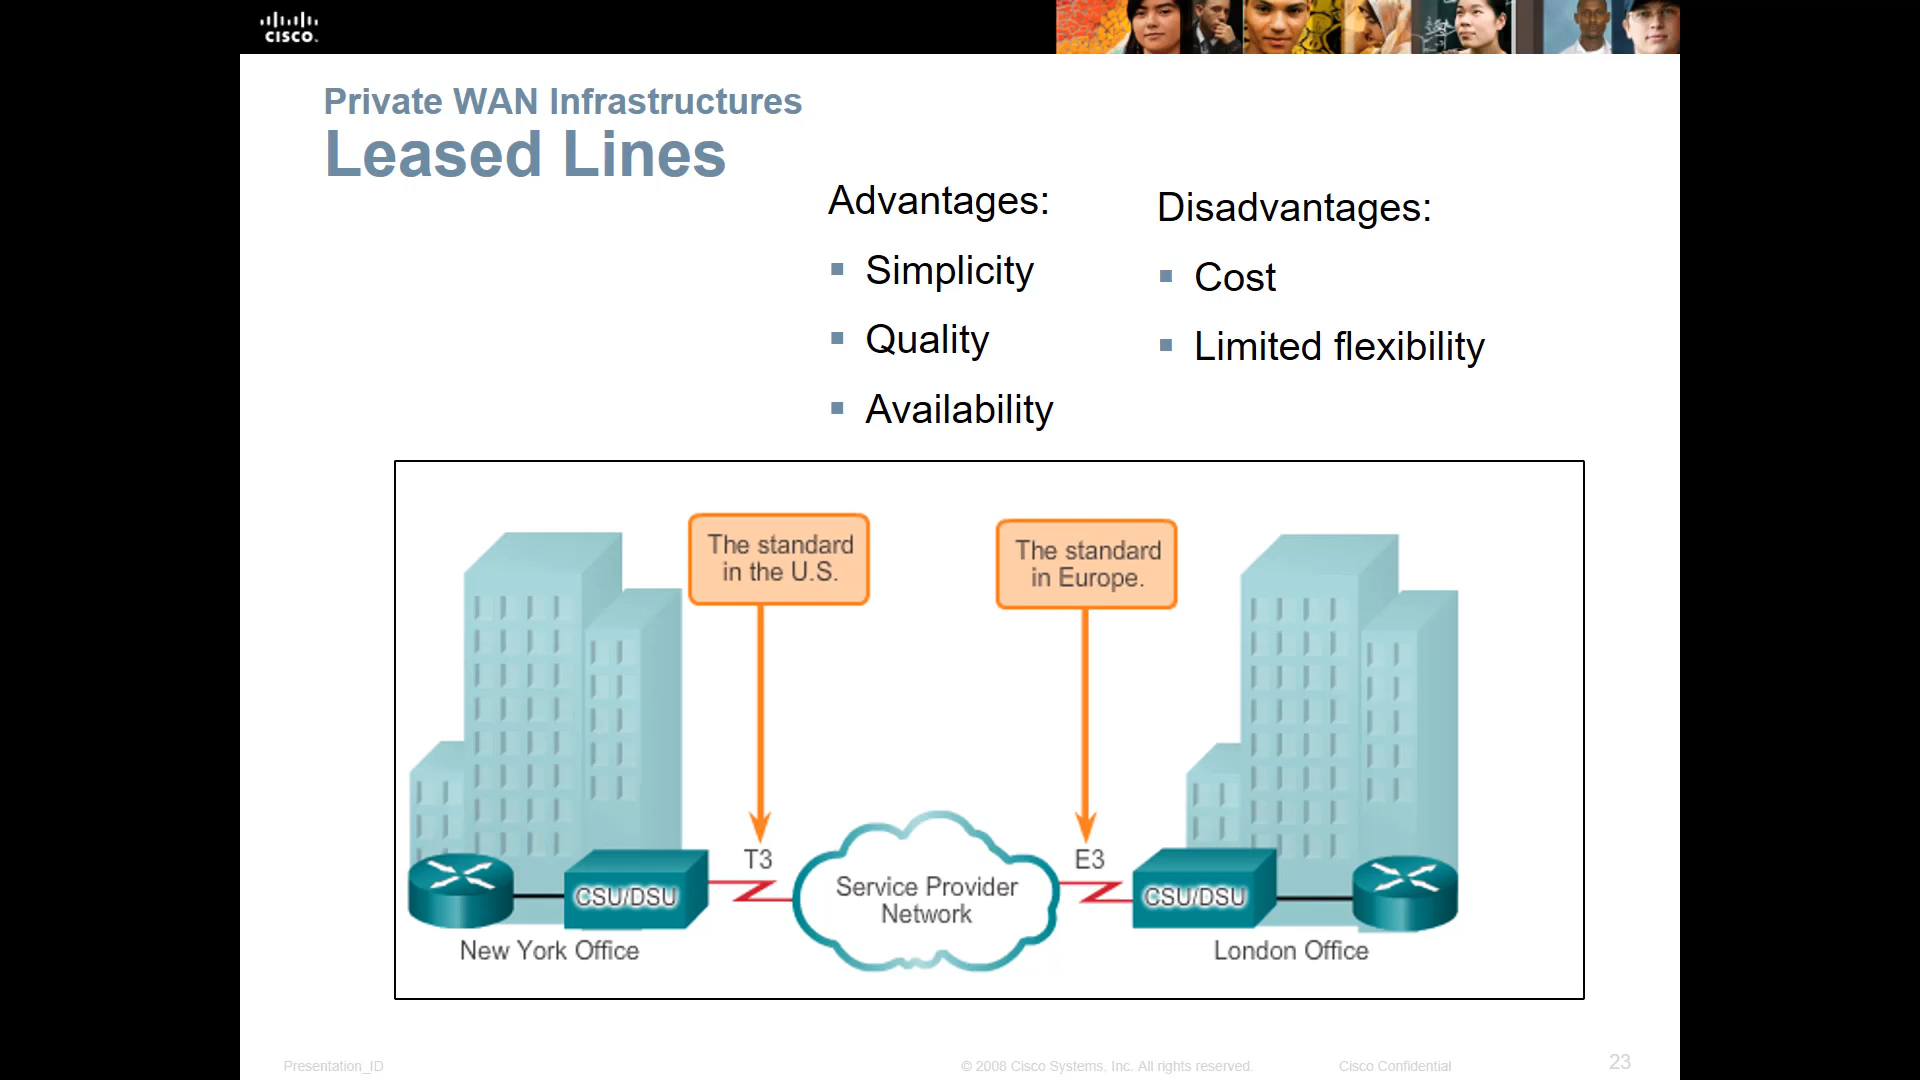 CISCO.
Private WAN Infrastructures
Leased Lines
Advantages:
Simplicity
Quality
Availability
Disadvantages:
Cost
Limited flexibility
The standard
in the U.S.
The standard
in Europe.
T3
E3
CSU/DSU
Service Provider
Network
CSU/DSU
New York Office
London Office
Presentation_ID
© 2008 Cisco Systems, Inc. All rights reserved.
Cisco Confidential
23